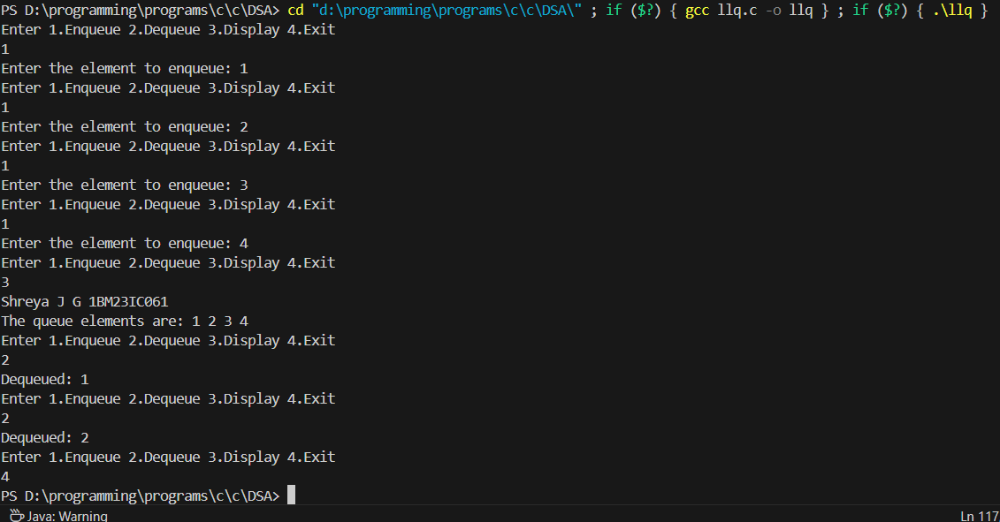 PS D:\programming\programs\c\c\DSA> cd "d:\programming\programs\c\c\DSA\" ; if ($?) { gcc llq.c -o llq } ; if ($?) { .\llq }
Enter 1.Enqueue 2.Dequeue 3.Display 4.Exit
1
Enter the element to enqueue: 1
Enter 1.Enqueue 2.Dequeue 3.Display 4.Exit
1
Enter the element to enqueue: 2
Enter 1.Enqueue 2.Dequeue 3.Display 4.Exit
1
Enter the element to enqueue: 3
Enter 1.Enqueue 2.Dequeue 3.Display 4.Exit
1
Enter the element to enqueue: 4
Enter 1.Enqueue 2.Dequeue 3.Display 4.Exit
3
Shreya J G 1BM23IC061
The queue elements are: 1 2 3 4
Enter 1.Enqueue 2.Dequeue 3.Display 4.Exit
2
Dequeued: 1
Enter 1.Enqueue 2.Dequeue 3.Display 4.Exit
2
Dequeued: 2
Enter 1.Enqueue 2.Dequeue 3.Display 4.Exit
4
PS D:\programming\programs\c\c\DSA>
Java: Warning Ln 117